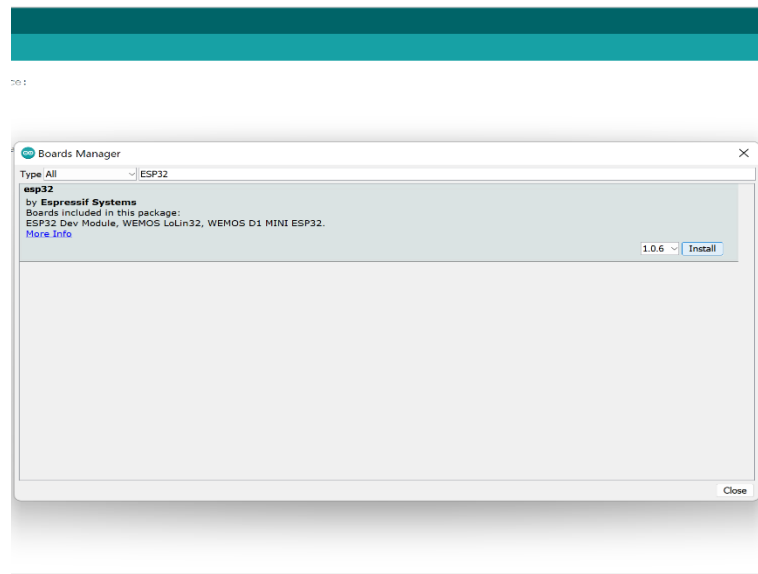 Boards Manager
Type All ESP32
esp32
by Espressif Systems
Boards included in this package:
ESP32 Dev Module, WEMOS LoLin32, WEMOS D1 MINI ESP32.
More Info
1.0.6 Install
Close